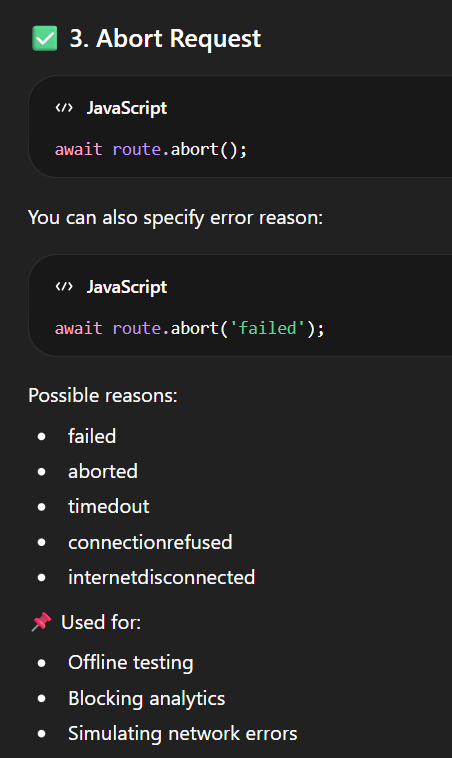 ✅ 3. Abort Request
</> JavaScript
await route.abort();
You can also specify error reason:
</> JavaScript
await route.abort('failed');
Possible reasons:
• failed
• aborted
• timedout
• connectionrefused
• internetdisconnected
📌 Used for:
• Offline testing
• Blocking analytics
• Simulating network errors